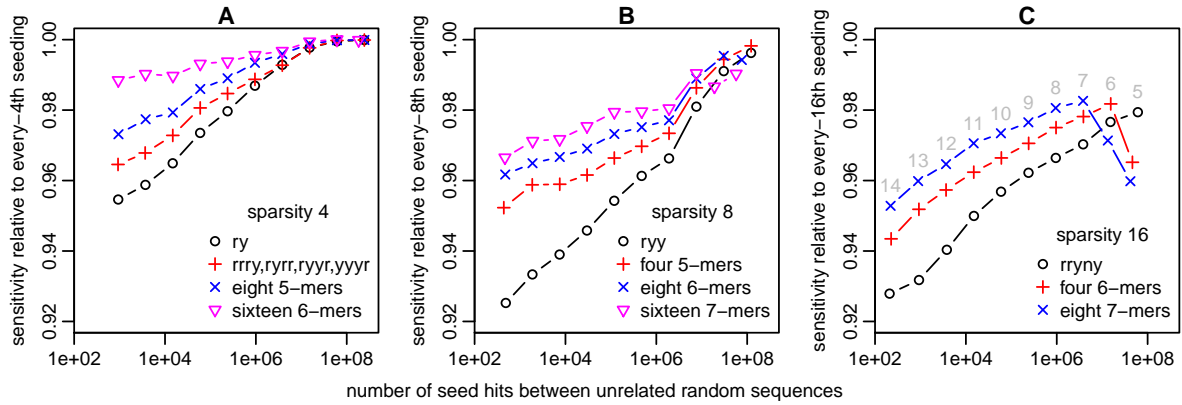 A
sensitivity relative to every−4th seeding
1.00
0.98
0.96
0.94
0.92
sparsity 4
ry
rrry,ryrr,ryyr,yyyr
eight 5−mers
sixteen 6−mers
1e+02
1e+04
1e+06
1e+08
B
sensitivity relative to every−8th seeding
1.00
0.98
0.96
0.94
0.92
sparsity 8
ryy
four 5−mers
eight 6−mers
sixteen 7−mers
1e+02
1e+04
1e+06
1e+08
C
sensitivity relative to every−16th seeding
1.00
0.98
0.96
0.94
0.92
14
13
12
11
10
9
8
7
6
5
sparsity 16
rryny
four 6−mers
eight 7−mers
1e+02
1e+04
1e+06
1e+08
number of seed hits between unrelated random sequences